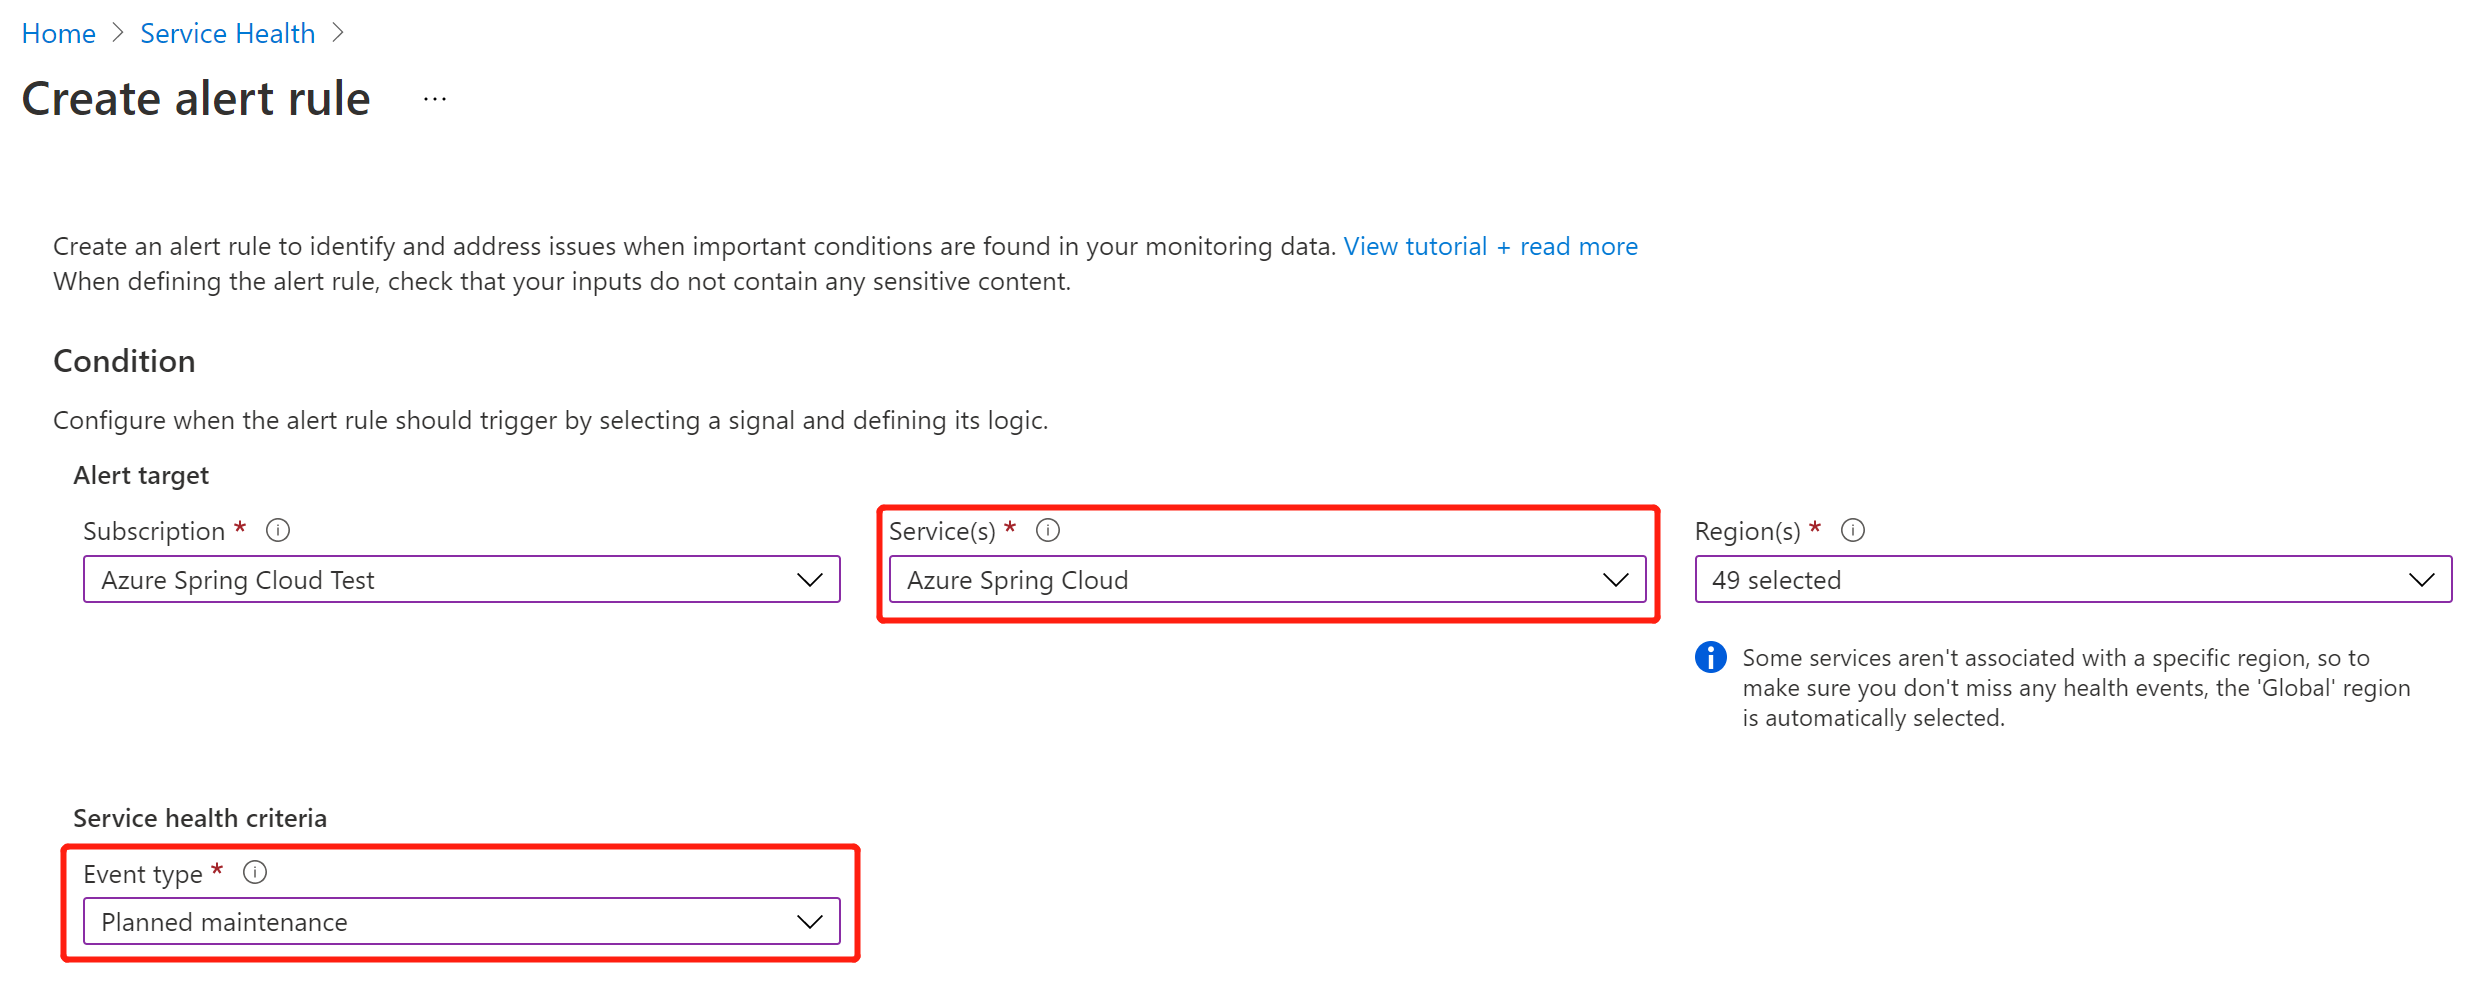 Home > Service Health >
Create alert rule ...
Create an alert rule to identify and address issues when important conditions are found in your monitoring data. View tutorial + read more
When defining the alert rule, check that your inputs do not contain any sensitive content.
Condition
Configure when the alert rule should trigger by selecting a signal and defining its logic.
Alert target
Subscription *
Azure Spring Cloud Test
Service(s) *
Azure Spring Cloud
Region(s) *
49 selected
Some services aren't associated with a specific region, so to
make sure you don't miss any health events, the 'Global' region
is automatically selected.
Service health criteria
Event type *
Planned maintenance